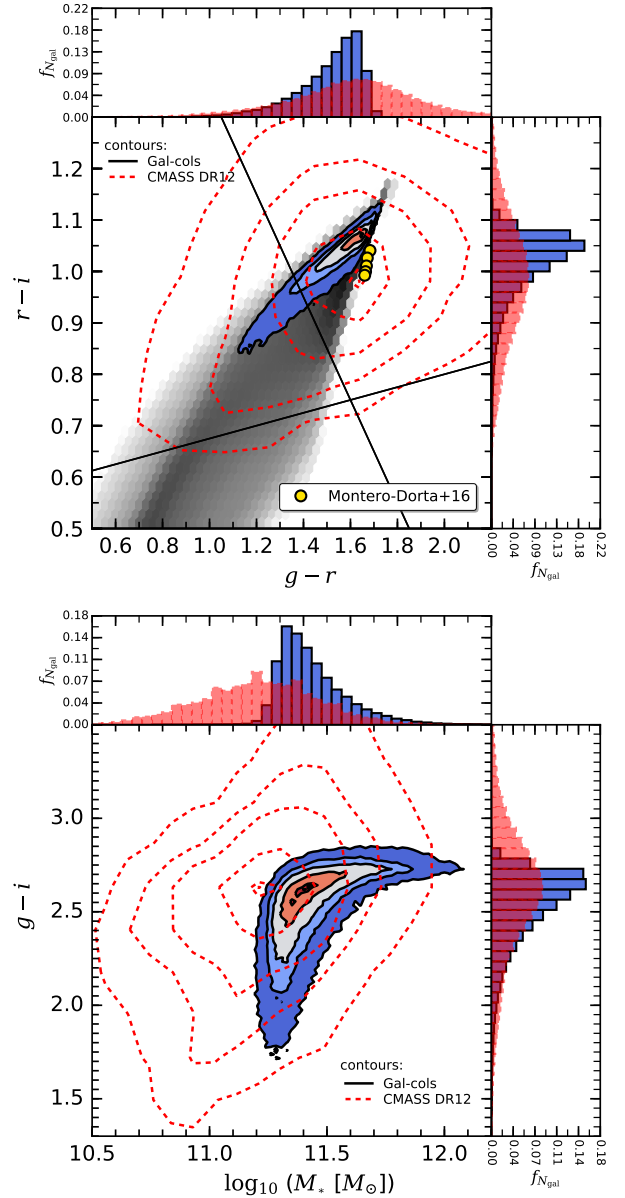 0.22
0.18
0.13
0.09
0.04
0.00
f_{N_gal}
contours:
Gal-cols
CMASS DR12
1.2
1.1
1.0
0.9
0.8
0.7
0.6
0.5
r − i
Montero-Dorta+16
0.6 0.8 1.0 1.2 1.4 1.6 1.8 2.0
g − r
0.00 0.04 0.09 0.13 0.18 0.22
f_{N_gal}
0.18
0.14
0.11
0.07
0.04
0.00
f_{N_gal}
3.0
2.5
2.0
1.5
g − i
contours:
Gal-cols
CMASS DR12
10.5 11.0 11.5 12.0
log₁₀ (M_* [M_⊙])
0.00 0.04 0.07 0.11 0.14 0.18
f_{N_gal}